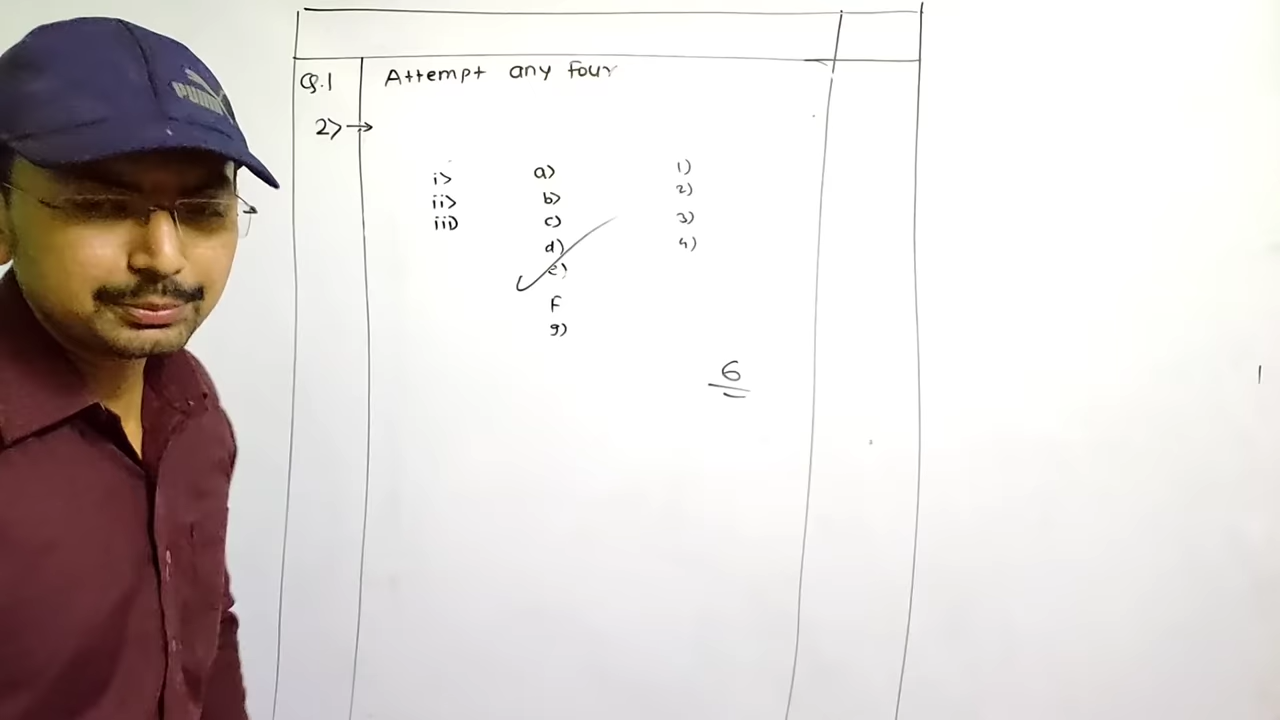 Q.1 Attempt any four
2>→
i> a> 1)
ii> b> 2)
iii) c) 3)
d) 4)
e)
F
g)
6
PUMA